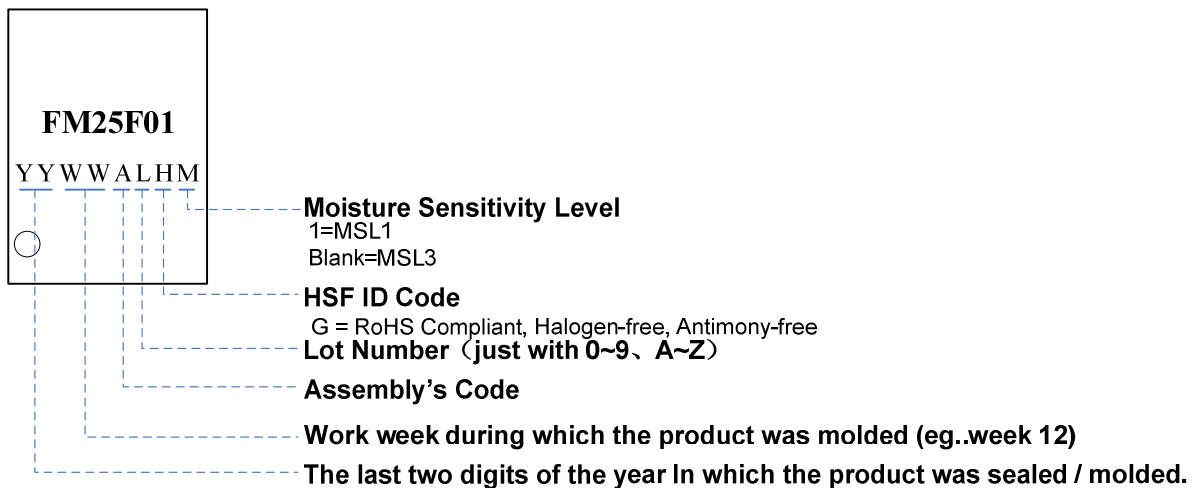 FM25F01
YYWWALHM
Moisture Sensitivity Level
1=MSL1
Blank=MSL3
HSF ID Code
G = RoHS Compliant, Halogen-free, Antimony-free
Lot Number（just with 0~9、A~Z）
Assembly's Code
Work week during which the product was molded (eg..week 12)
The last two digits of the year In which the product was sealed / molded.